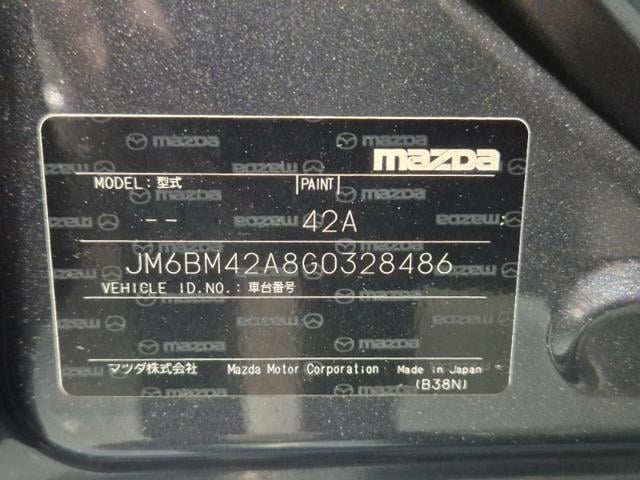 mazda
MODEL: 型式 PAINT
-- 42A
JM6BM42A8G0328486
VEHICLE ID.NO.: 車台番号
マツダ株式会社 Mazda Motor Corporation Made in Japan
(B38N)